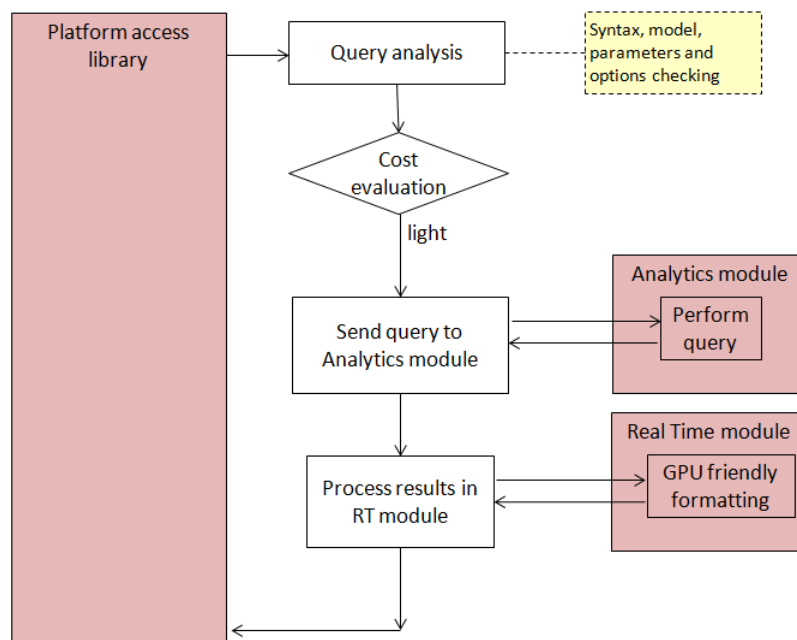 Platform access
library
Query analysis
Syntax, model,
parameters and
options checking
Cost
evaluation
light
Analytics module
Perform
query
Send query to
Analytics module
Real Time module
GPU friendly
formatting
Process results in
RT module